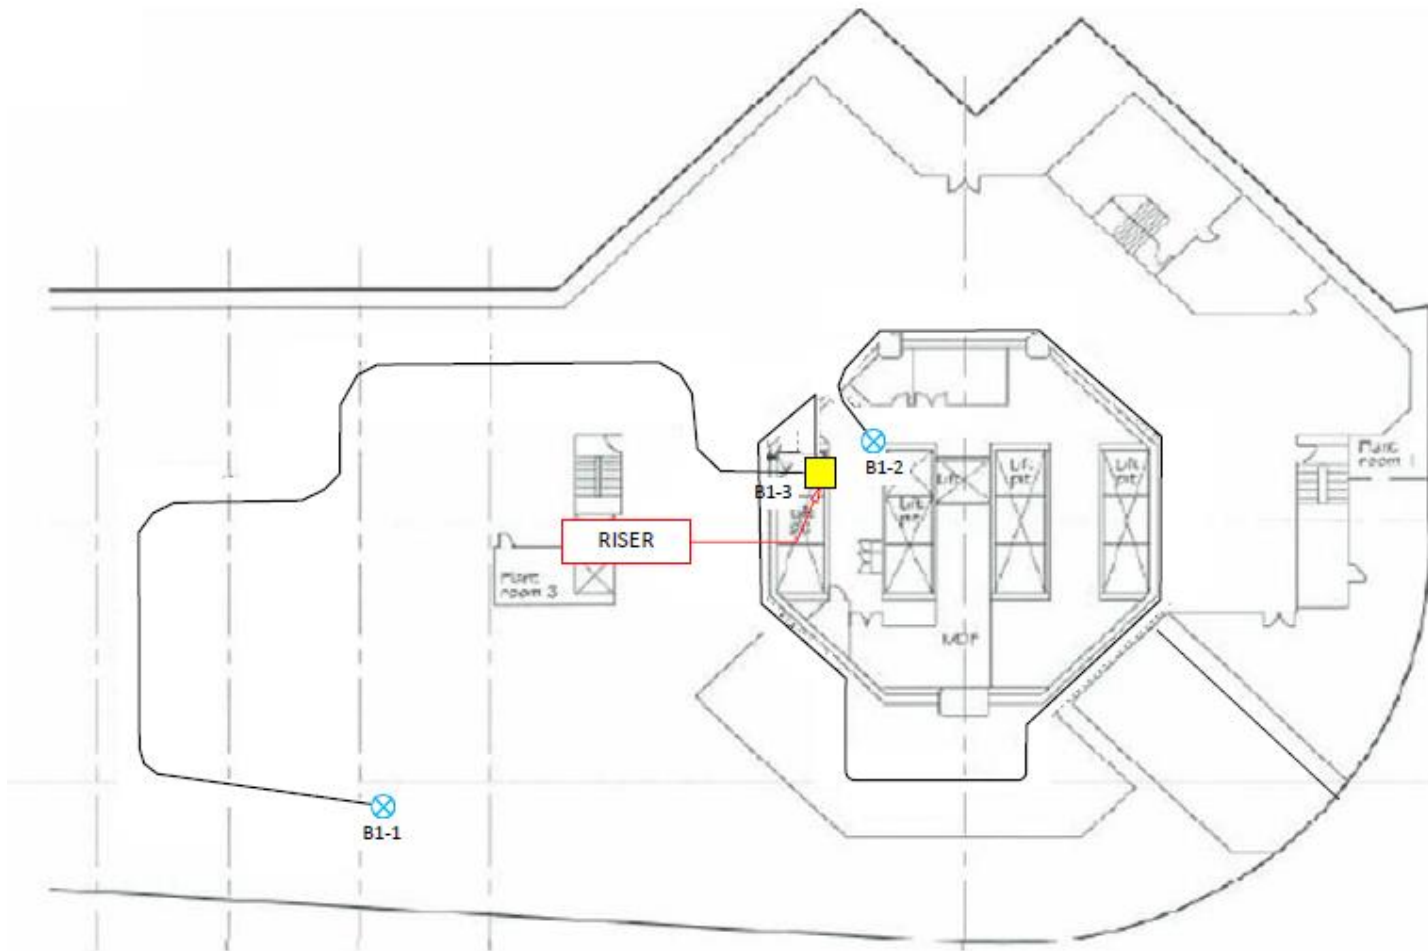 B1-2
Plant
room 1
B1-3
Lift
Lift
pit
Lift
pit
Lift
pit
RISER
Plant
room 3
MDF
B1-1